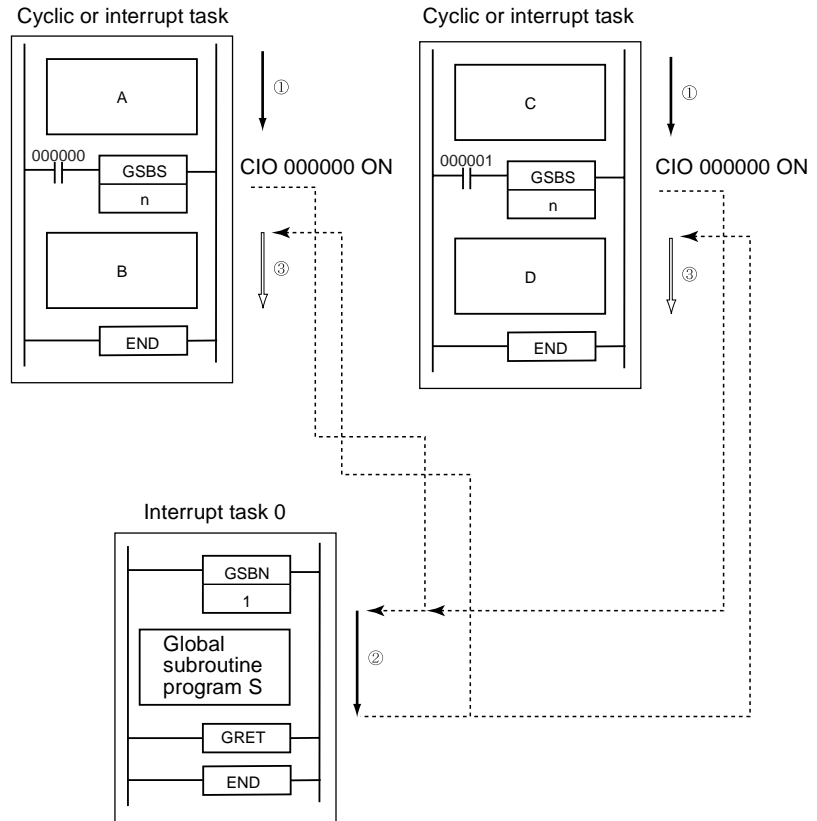 Cyclic or interrupt task
A
①
000000
GSBS
n
CIO 000000 ON
B
③
END
Cyclic or interrupt task
C
①
000001
GSBS
n
CIO 000000 ON
D
③
END
Interrupt task 0
GSBN
1
Global
subroutine
program S
②
GRET
END